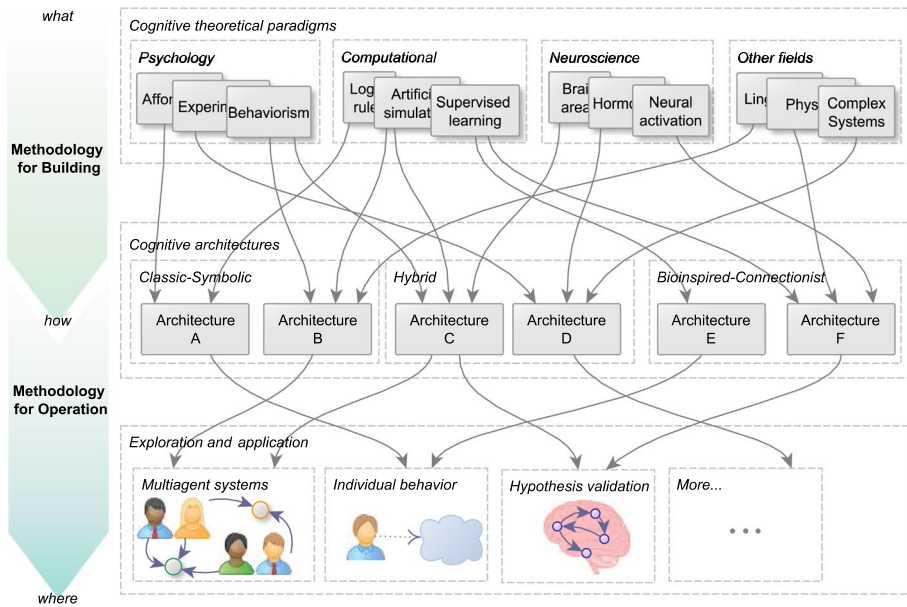 what
Cognitive theoretical paradigms
Psychology
Computational
Neuroscience
Other fields
Behaviorism
Supervised
learning
Neural
activation
Complex
Systems
Methodology
for Building
Cognitive architectures
Classic-Symbolic
Hybrid
Bioinspired-Connectionist
how
Architecture
A
Architecture
B
Architecture
C
Architecture
D
Architecture
E
Architecture
F
Methodology
for Operation
Exploration and application
Multiagent systems
Individual behavior
Hypothesis validation
More...
where